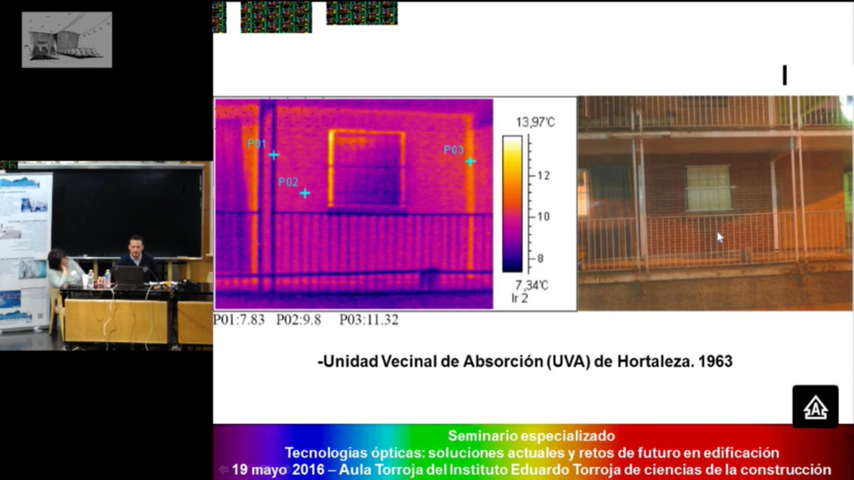 P01
P02
P03
13,97°C
12
10
8
7,34°C
Ir 2
P01:7.83 P02:9.8 P03:11.32
-Unidad Vecinal de Absorción (UVA) de Hortaleza. 1963
Seminario especializado
Tecnologías ópticas: soluciones actuales y retos de futuro en edificación
19 mayo 2016 – Aula Torroja del Instituto Eduardo Torroja de ciencias de la construcción